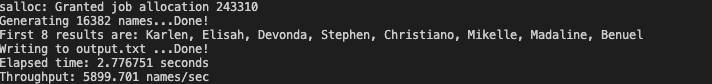 salloc: Granted job allocation 243310
Generating 16382 names...Done!
First 8 results are: Karlen, Elisah, Devonda, Stephen, Christiano, Mikelle, Madaline, Benuel
Writing to output.txt ...Done!
Elapsed time: 2.776751 seconds
Throughput: 5899.701 names/sec